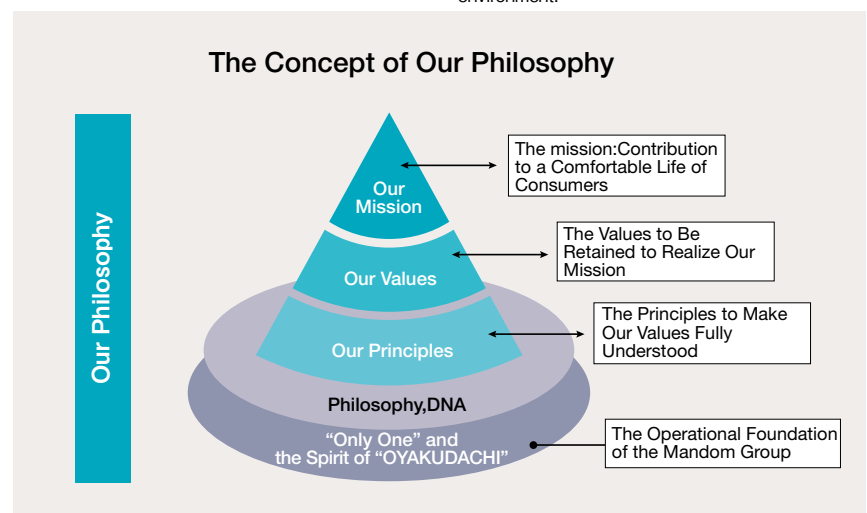 environment.
The Concept of Our Philosophy
Our Philosophy
Our
Mission
The mission:Contribution
to a Comfortable Life of
Consumers
Our Values
The Values to Be
Retained to Realize Our
Mission
Our Principles
The Principles to Make
Our Values Fully
Understood
Philosophy,DNA
“Only One” and
the Spirit of “OYAKUDACHI”
The Operational Foundation
of the Mandom Group